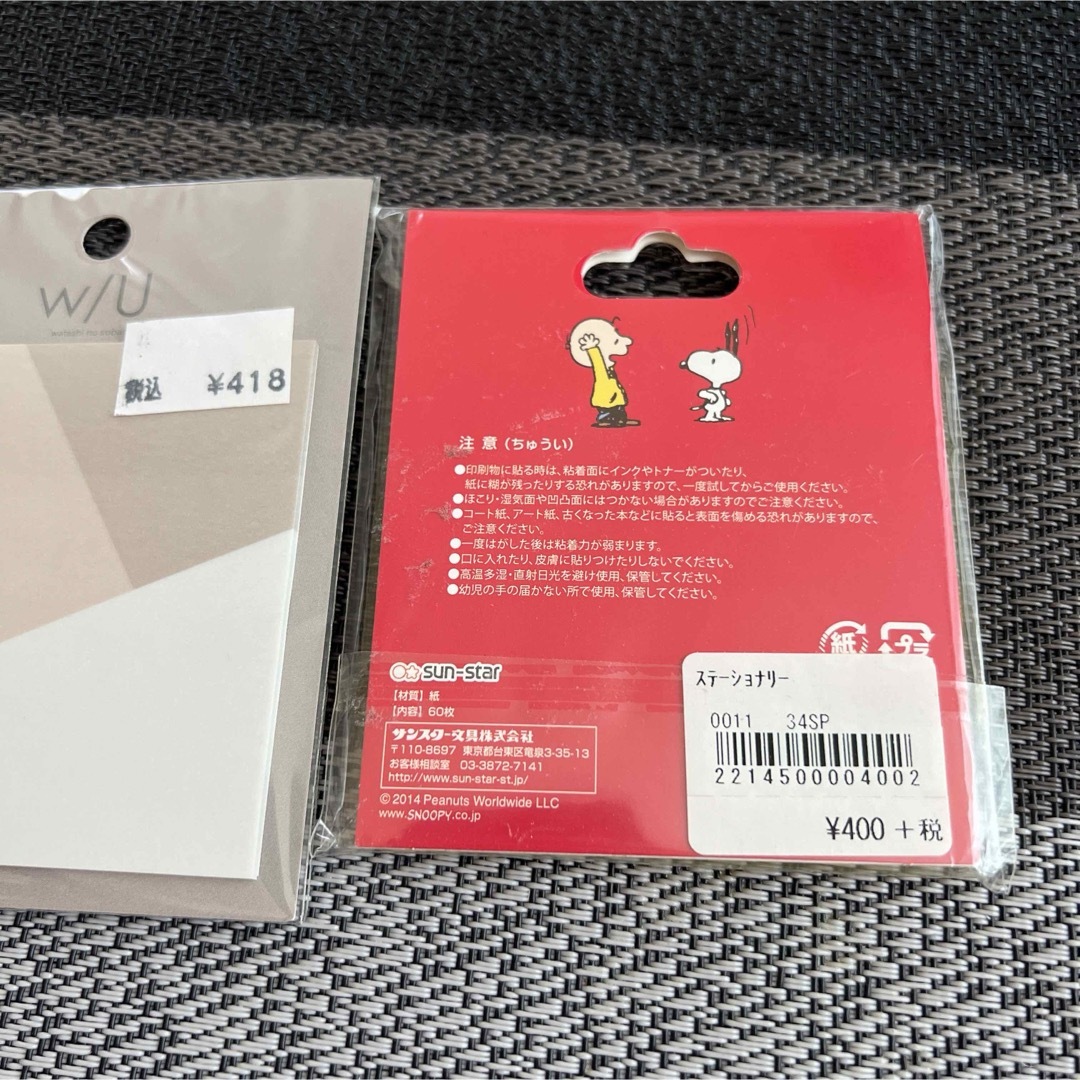 W/U
税込 ¥418
注意（ちゅうい）
●印刷物に貼る時は、粘着面にインクやトナーがついたり、
紙に糊が残ったりする恐れがありますので、一度試してからご使用ください。
●ほこり・湿気面や凹凸面にはつかない場合がありますのでご注意ください。
●コート紙、アート紙、古くなった本などに貼ると表面を傷める恐れがありますので、
ご注意ください。
●一度はがした後は粘着力が弱まります。
●口に入れたり、皮膚に貼りつけたりしないでください。
●高温多湿・直射日光を避け使用、保管してください。
●幼児の手の届かない所で使用、保管してください。
紙 プラ
sun-star
【材質】紙
【内容】60枚
サンスター文具株式会社
〒110-8697 東京都台東区竜泉3-35-13
お客様相談室 03-3872-7141
http://www.sun-star-st.jp/
© 2014 Peanuts Worldwide LLC
www.SNOOPY.co.jp
ｽﾃｰｼｮﾅﾘｰ
0011 34SP
2214500004002
¥400 +税